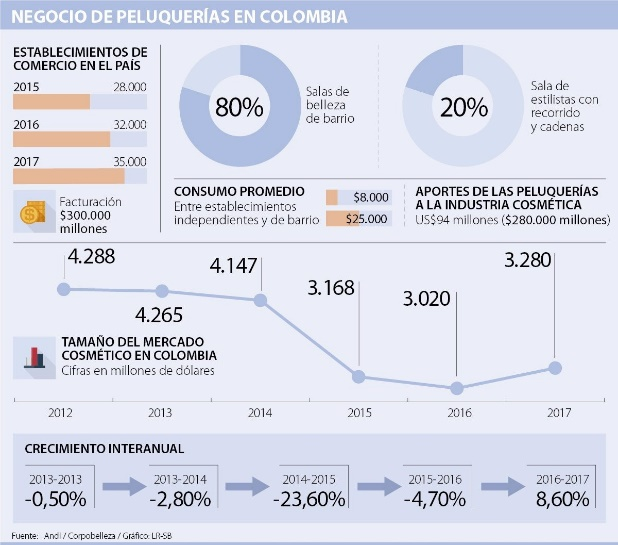 NEGOCIO DE PELUQUERÍAS EN COLOMBIA
ESTABLECIMIENTOS DE
COMERCIO EN EL PAÍS
2015 28.000
2016 32.000
2017 35.000
Facturación
$300.000
millones
80%
Salas de
belleza
de barrio
20%
Sala de
estilistas con
recorrido
y cadenas
CONSUMO PROMEDIO
Entre establecimientos
independientes y de barrio
$8.000
$25.000
APORTES DE LAS PELUQUERÍAS
A LA INDUSTRIA COSMÉTICA
US$94 millones ($280.000 millones)
4.288
4.265
4.147
3.168
3.020
3.280
TAMAÑO DEL MERCADO
COSMÉTICO EN COLOMBIA
Cifras en millones de dólares
2012 2013 2014 2015 2016 2017
CRECIMIENTO INTERANUAL
2013-2013
-0,50%
2013-2014
-2,80%
2014-2015
-23,60%
2015-2016
-4,70%
2016-2017
8,60%
Fuente: Andi / Corpobelleza / Gráfico: LR-SB